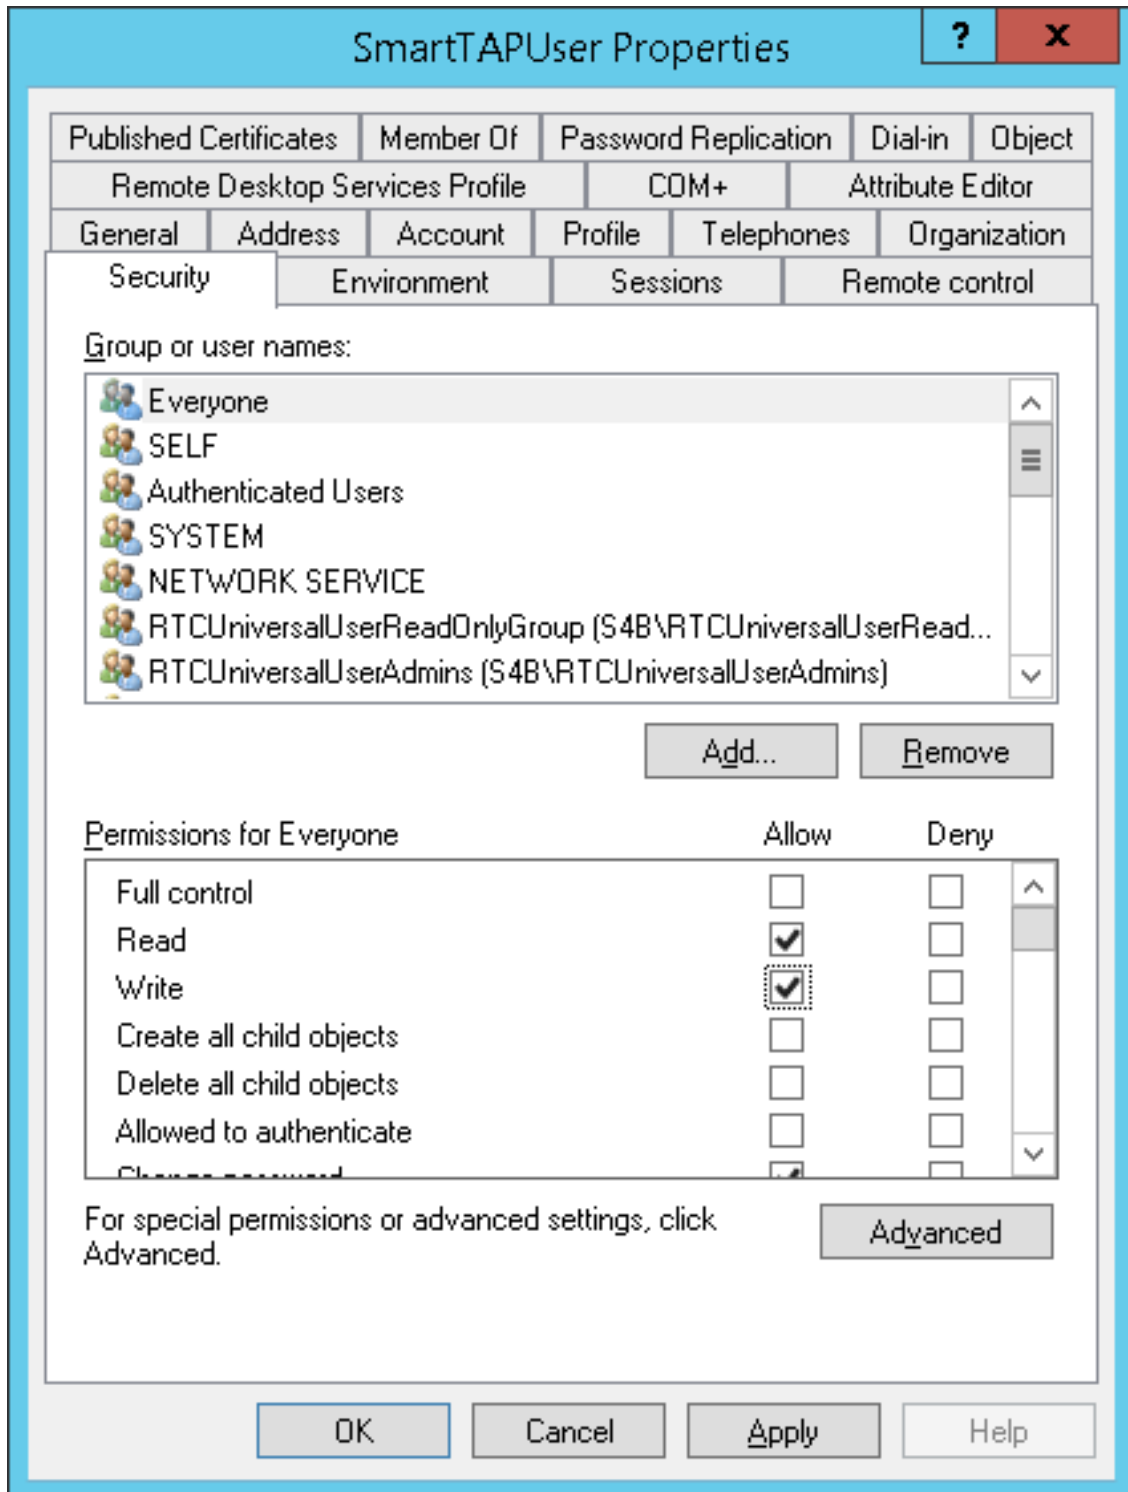 SmartTAPUser Properties
?
x
Published Certificates Member Of Password Replication Dial-in Object
Remote Desktop Services Profile COM+ Attribute Editor
General Address Account Profile Telephones Organization
Security Environment Sessions Remote control
Group or user names:
Everyone
SELF
Authenticated Users
SYSTEM
NETWORK SERVICE
RTCUniversalUserReadOnlyGroup (S4B\RTCUniversalUserRead...
RTCUniversalUserAdmins (S4B\RTCUniversalUserAdmins)
Add... Remove
Permissions for Everyone Allow Deny
Full control
Read
Write
Create all child objects
Delete all child objects
Allowed to authenticate
Change password
For special permissions or advanced settings, click
Advanced.
Advanced
OK Cancel Apply Help